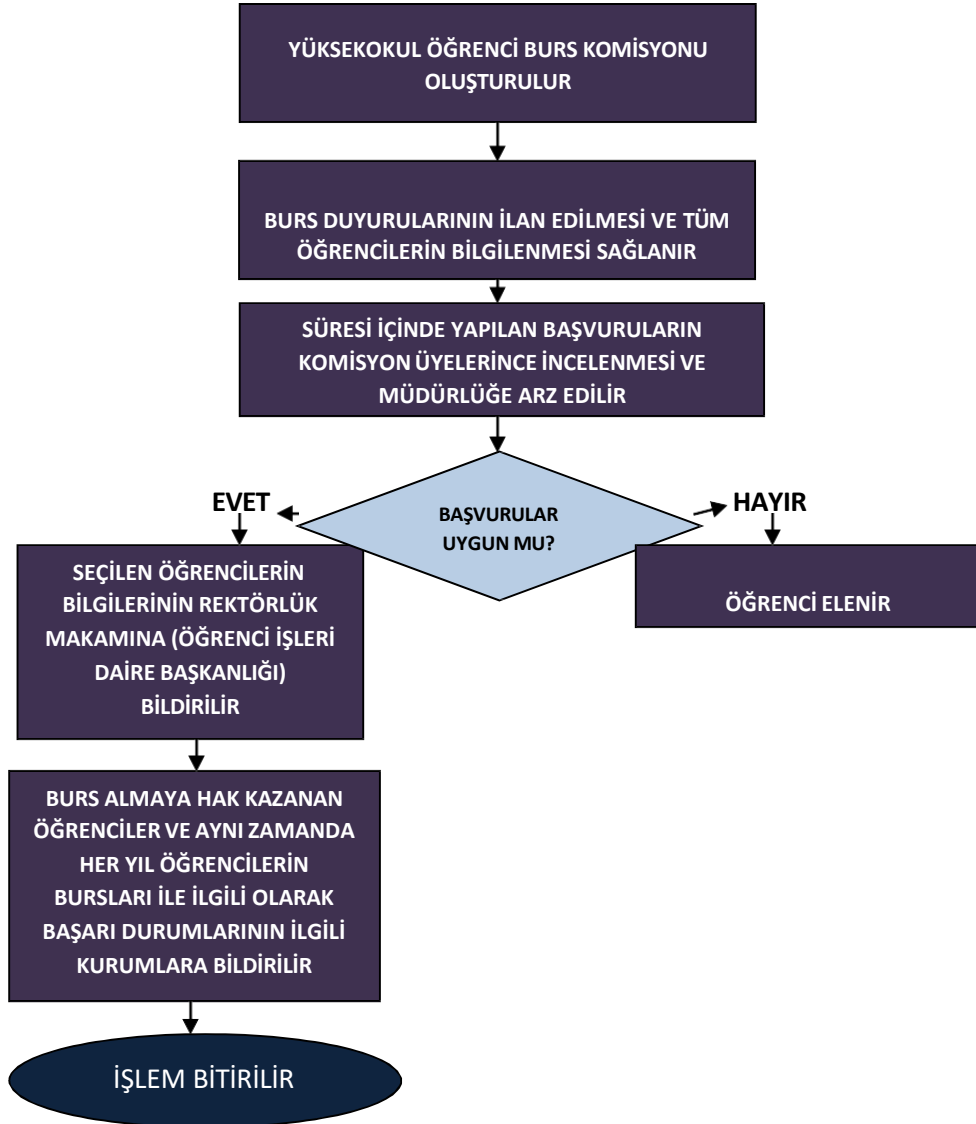 YÜKSEKOKUL ÖĞRENCİ BURS KOMİSYONU
OLUŞTURULUR
BURS DUYURULARININ İLAN EDİLMESİ VE TÜM
ÖĞRENCİLERİN BİLGİLENMESİ SAĞLANIR
SÜRESİ İÇİNDE YAPILAN BAŞVURULARIN
KOMİSYON ÜYELERİNCE İNCELENMESİ VE
MÜDÜRLÜĞE ARZ EDİLİR
BAŞVURULAR
UYGUN MU?
EVET
HAYIR
SEÇİLEN ÖĞRENCİLERİN
BİLGİLERİNİN REKTÖRLÜK
MAKAMINA (ÖĞRENCİ İŞLERİ
DAİRE BAŞKANLIĞI)
BİLDİRİLİR
ÖĞRENCİ ELENİR
BURS ALMAYA HAK KAZANAN
ÖĞRENCİLER VE AYNI ZAMANDA
HER YIL ÖĞRENCİLERİN
BURSLARI İLE İLGİLİ OLARAK
BAŞARI DURUMLARININ İLGİLİ
KURUMLARA BİLDİRİLİR
İŞLEM BİTİRİLİR